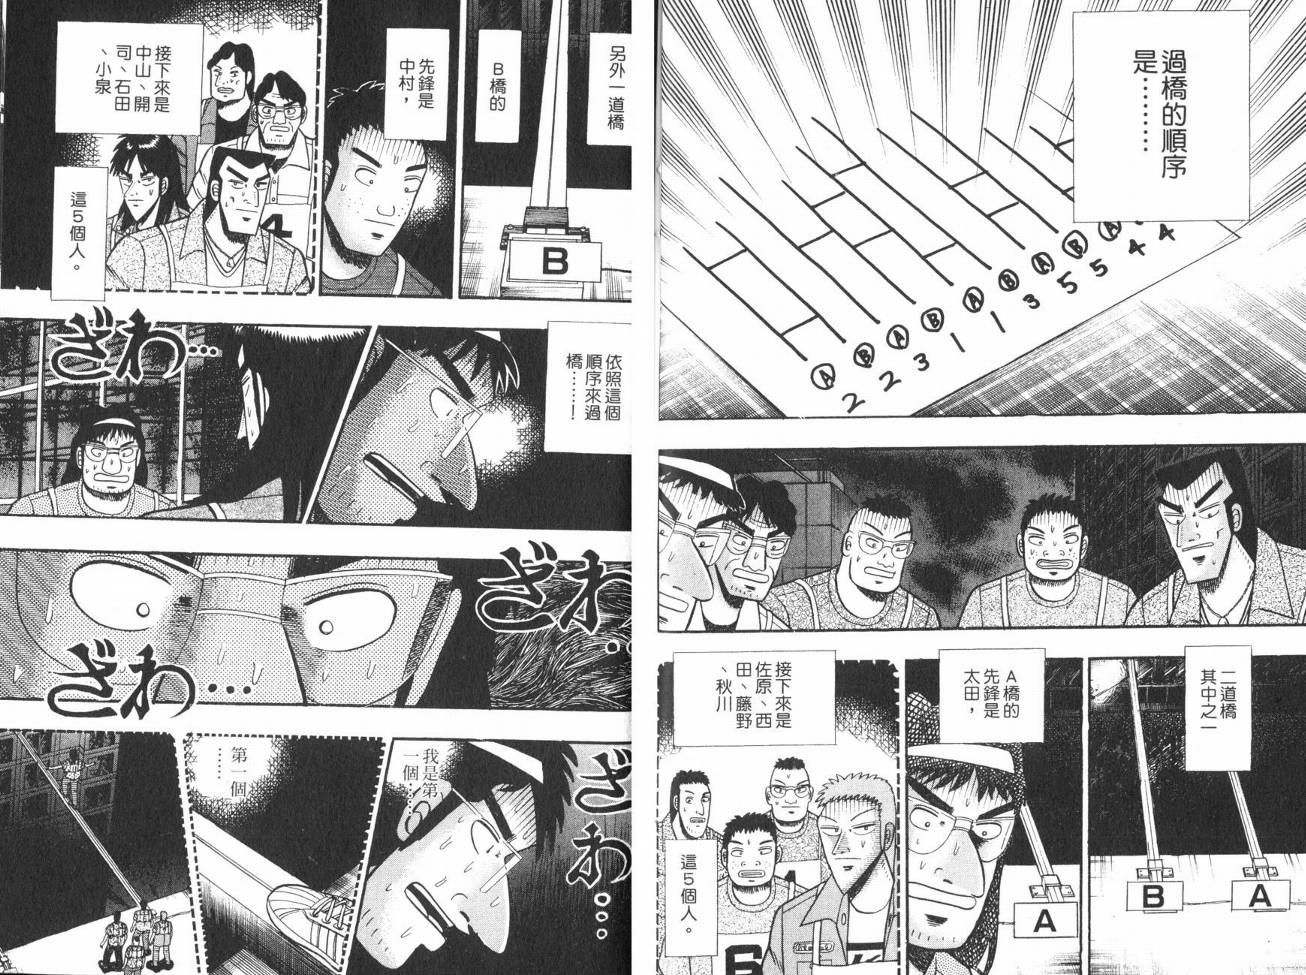 過橋的順序
是………
Ⓐ Ⓑ Ⓐ Ⓑ Ⓐ Ⓑ Ⓐ Ⓑ Ⓐ
2 2 3 1 1 3 5 5 4 4
二道橋
其中之一
B
A
A橋的
先鋒是
太田，
A
接下來是
佐原、西
田、藤野
、秋川
這5個人。
6
另外一道橋
B橋的
B
先鋒是
中村，
接下來是
中山、開
司、石田
、小泉
4
這5個人。
依照這個
順序來過
橋……！
ざわ…
ざわ…
ざわ…
ざわ…
我是第
一個……
第一個
……